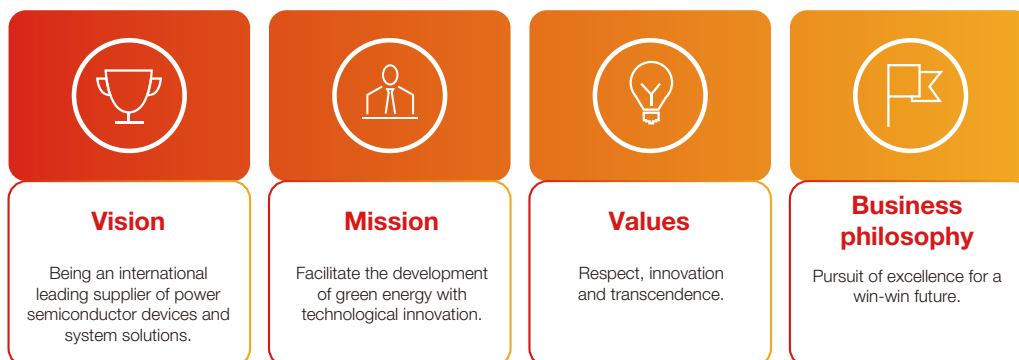 Vision
Being an international
leading supplier of power
semiconductor devices and
system solutions.
Mission
Facilitate the development
of green energy with
technological innovation.
Values
Respect, innovation
and transcendence.
Business
philosophy
Pursuit of excellence for a
win-win future.